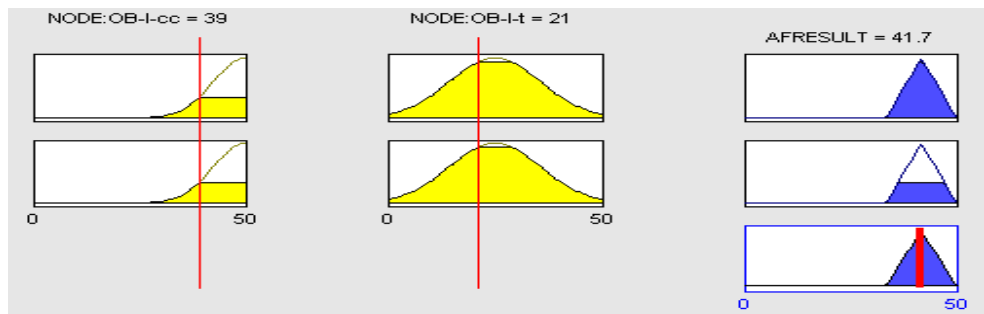 NODE:OB-I-cc = 39
NODE:OB-I-t = 21
AFRESULT = 41.7
0
50
0
50
0
50